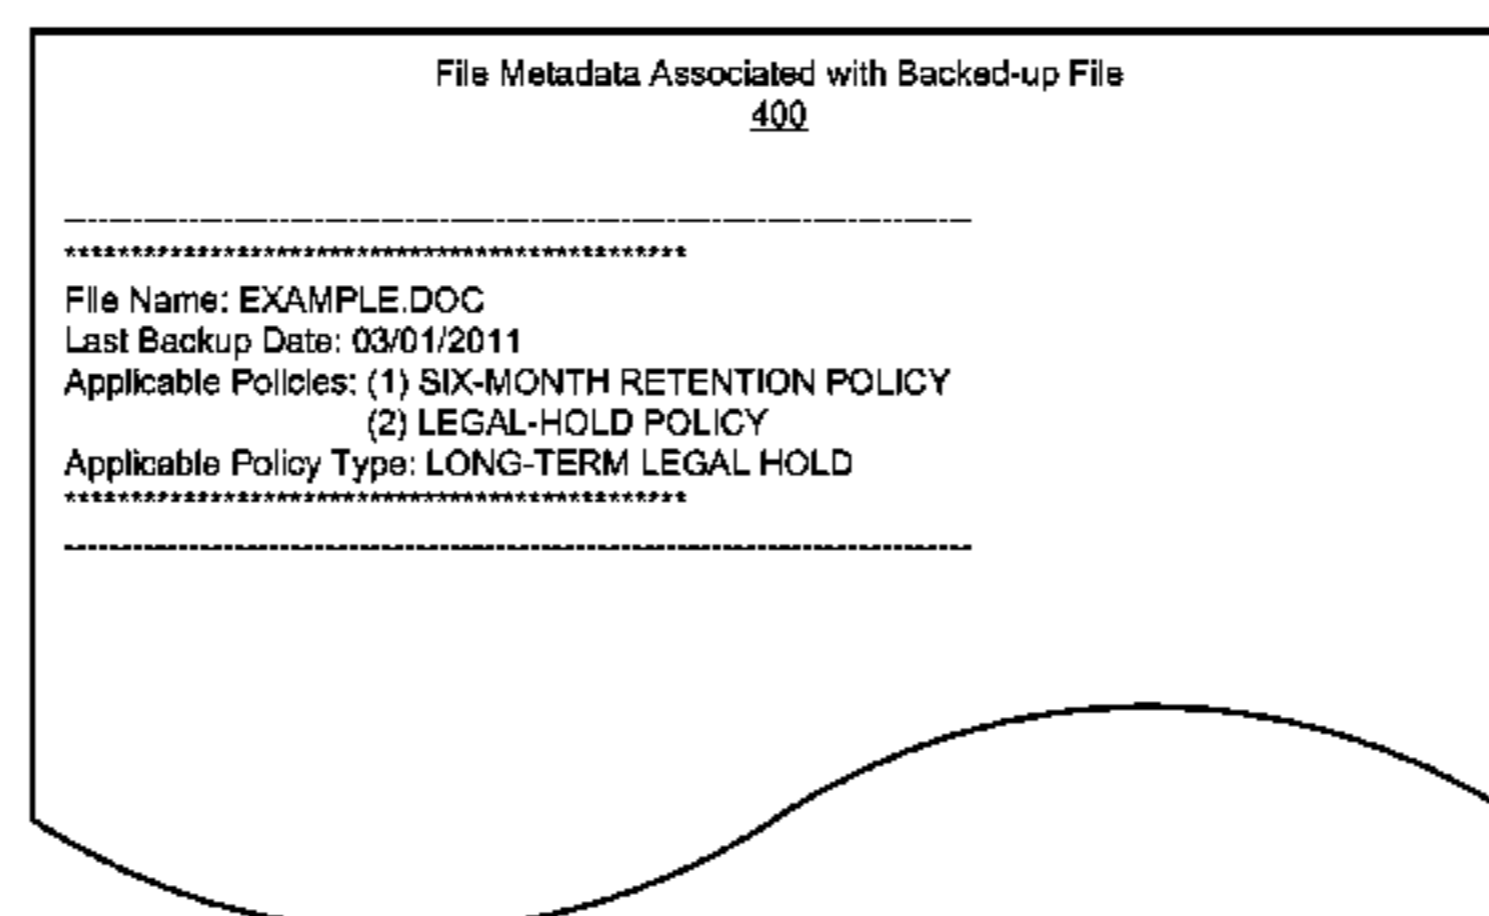 File Metadata Associated with Backed-up File
400
------------------------------------------------------------
***********************************************
File Name: EXAMPLE.DOC
Last Backup Date: 03/01/2011
Applicable Policies: (1) SIX-MONTH RETENTION POLICY
(2) LEGAL-HOLD POLICY
Applicable Policy Type: LONG-TERM LEGAL HOLD
***********************************************
------------------------------------------------------------